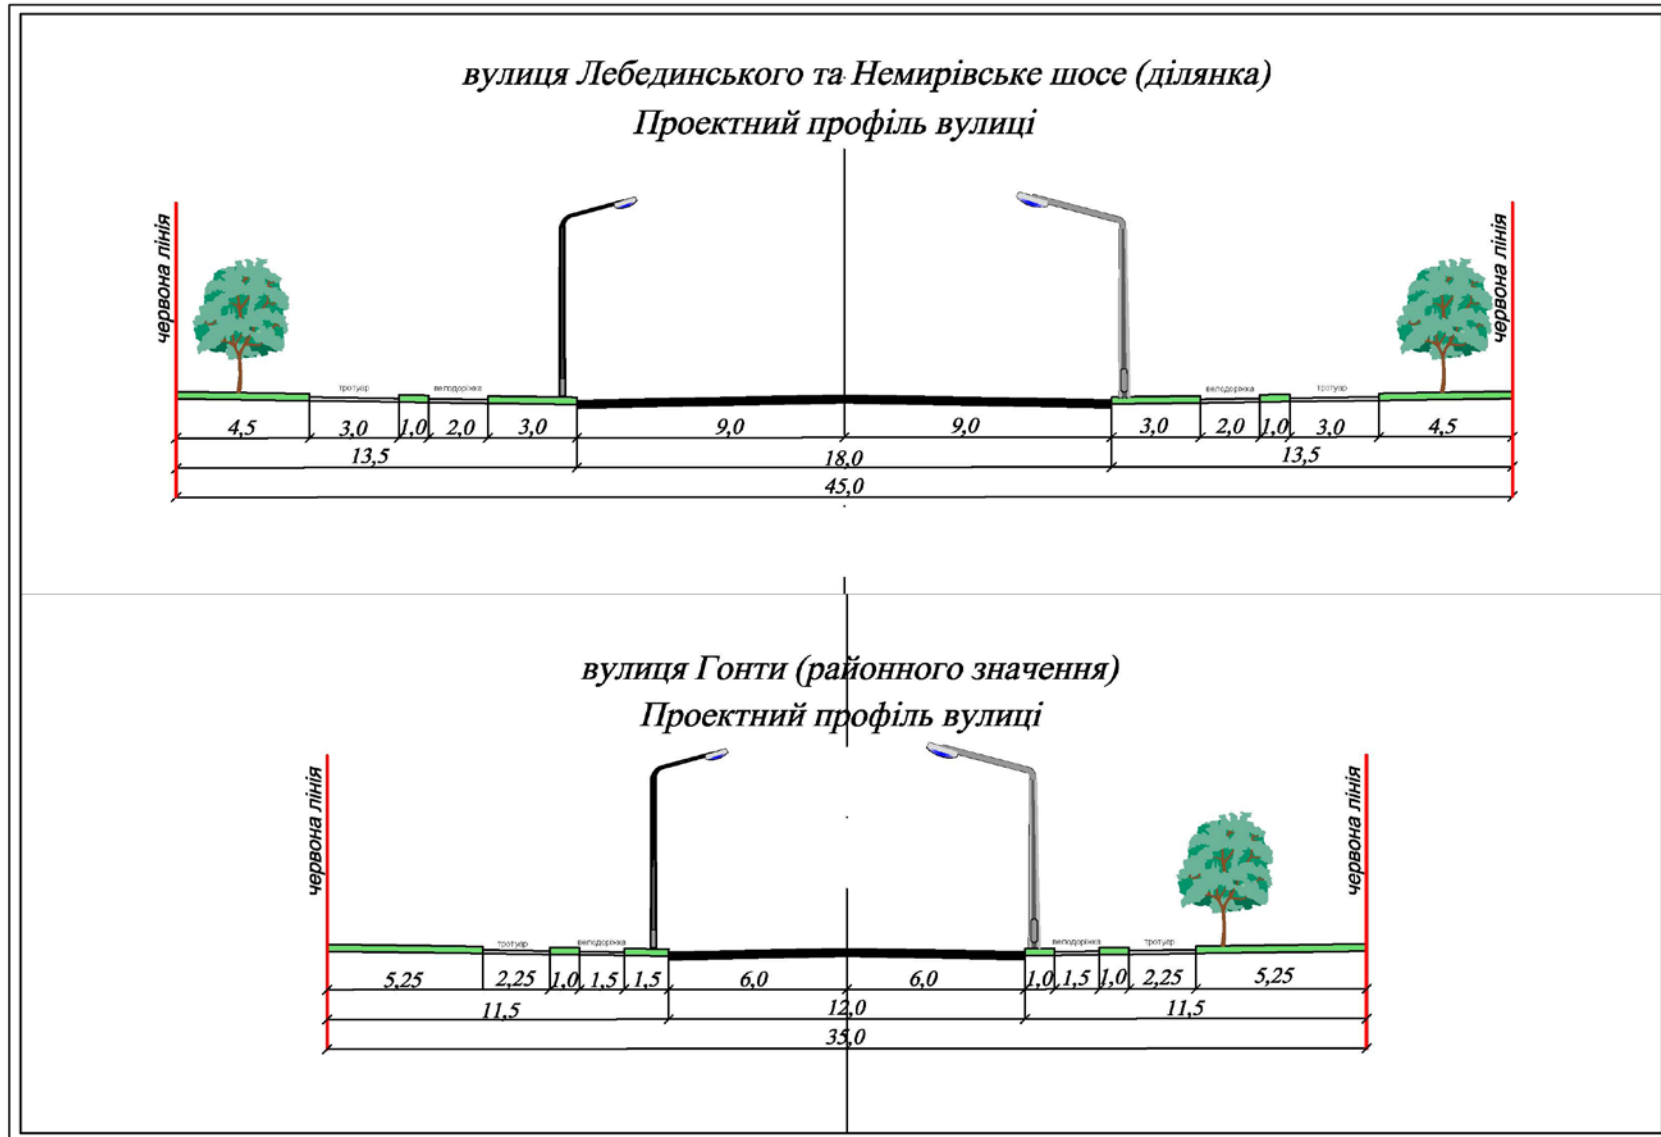 вулиця Лебединського та Немирівське шосе (ділянка)
Проектний профіль вулиці
червона лінія
червона лінія
тротуар
велодоріжка
велодоріжка
тротуар
4,5 3,0 1,0 2,0 3,0 9,0 9,0 3,0 2,0 1,0 3,0 4,5
13,5 18,0 13,5
45,0
вулиця Гонти (районного значення)
Проектний профіль вулиці
червона лінія
червона лінія
тротуар
велодоріжка
велодоріжка
тротуар
5,25 2,25 1,0 1,5 1,5 6,0 6,0 1,0 1,5 1,0 2,25 5,25
11,5 12,0 11,5
35,0